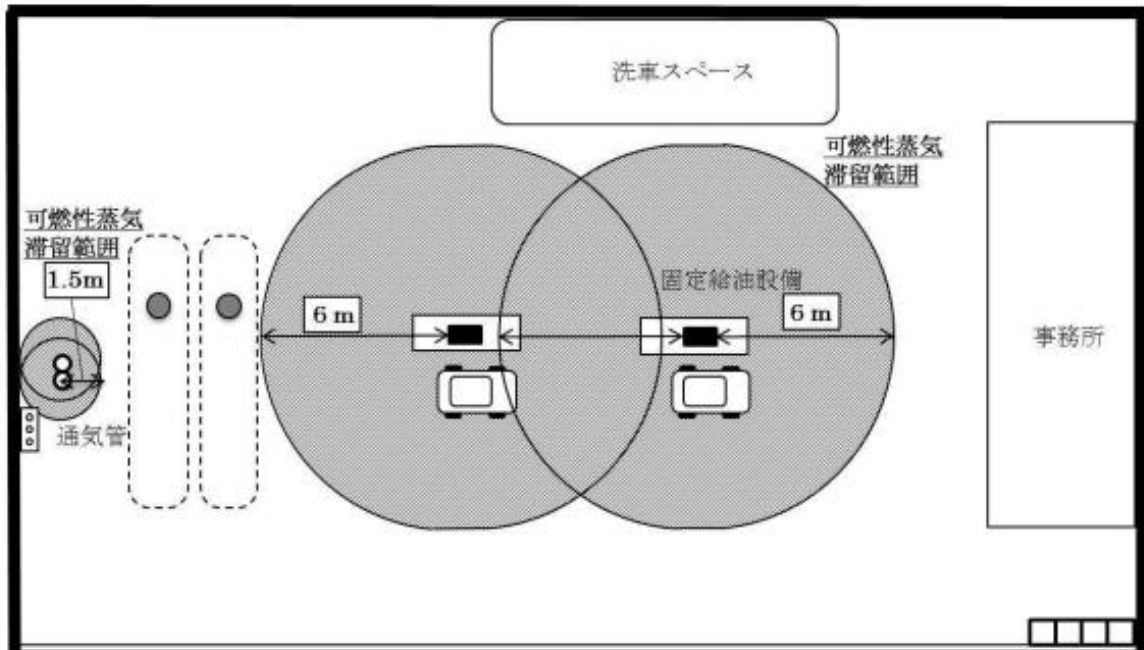 洗車スペース
可燃性蒸気
滞留範囲
可燃性蒸気
滞留範囲
1.5m
固定給油設備
6 m
6 m
事務所
通気管